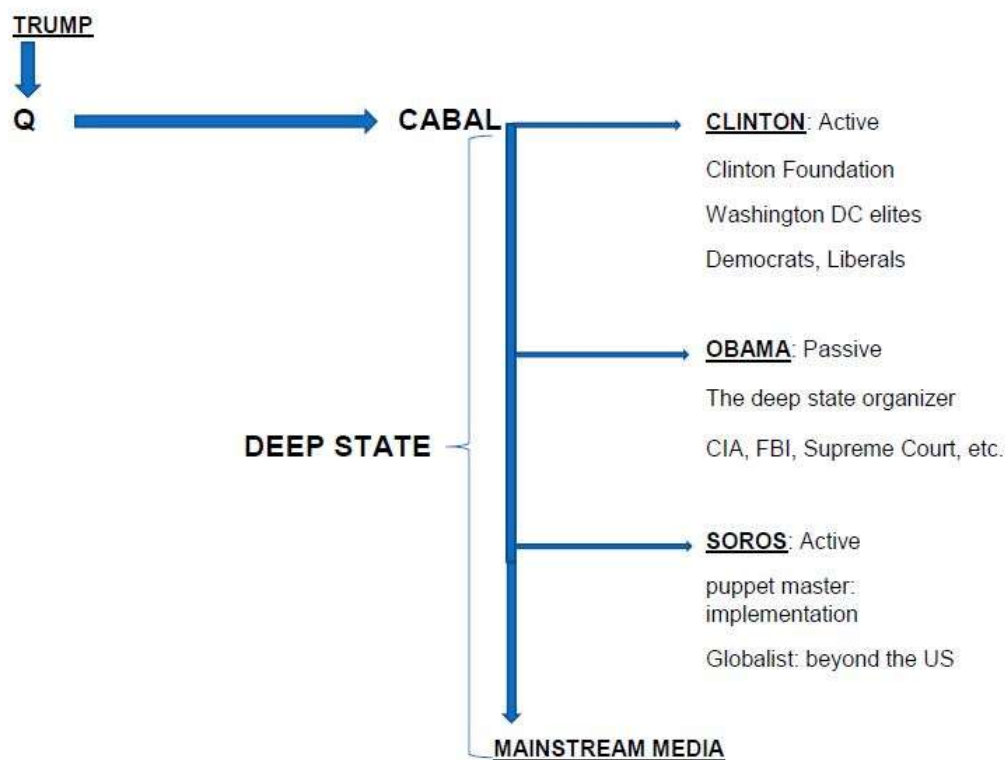 TRUMP
Q
CABAL
CLINTON: Active
Clinton Foundation
Washington DC elites
Democrats, Liberals
OBAMA: Passive
The deep state organizer
DEEP STATE
CIA, FBI, Supreme Court, etc.
SOROS: Active
puppet master:
implementation
Globalist: beyond the US
MAINSTREAM MEDIA